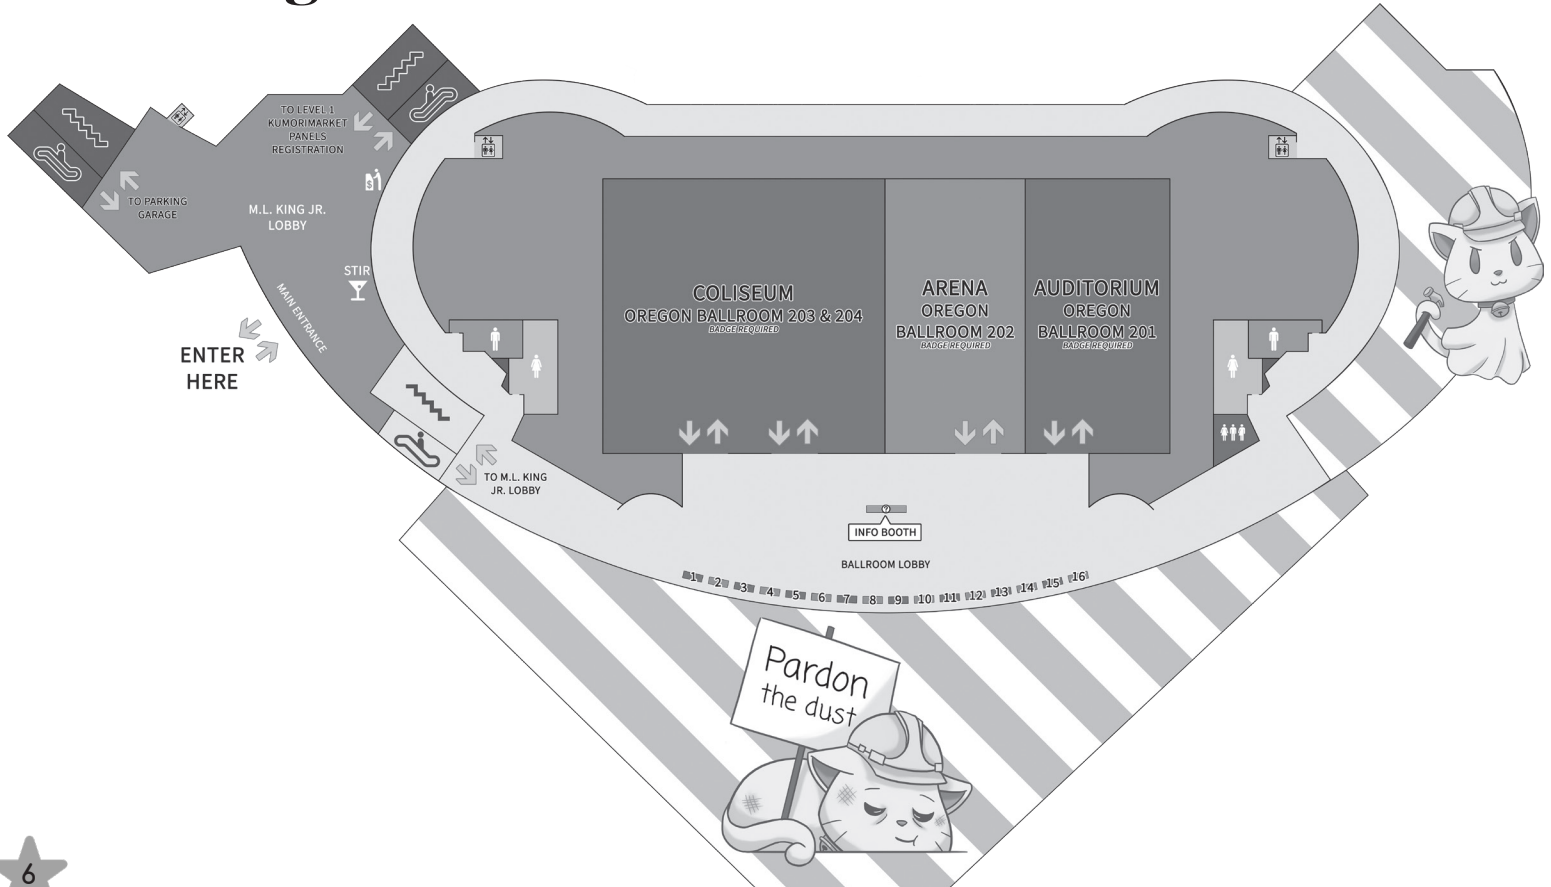 TO LEVEL 1
KUMORIMARKET
PANELS
REGISTRATION
TO PARKING
GARAGE
M.L. KING JR.
LOBBY
STIR
MAIN ENTRANCE
ENTER
HERE
COLISEUM
OREGON BALLROOM 203 & 204
BADGE REQUIRED
ARENA
OREGON
BALLROOM 202
BADGE REQUIRED
AUDITORIUM
OREGON
BALLROOM 201
BADGE REQUIRED
TO M.L. KING
JR. LOBBY
?
INFO BOOTH
BALLROOM LOBBY
1 2 3 4 5 6 7 8 9 10 11 12 13 14 15 16
Pardon
the dust
6